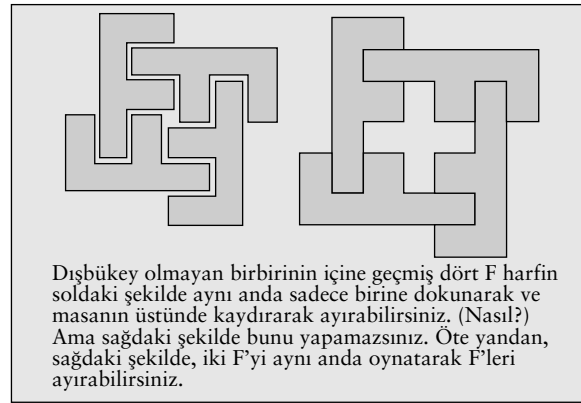 Dışbükey olmayan birbirinin içine geçmiş dört F harfin
soldaki şekilde aynı anda sadece birine dokunarak ve
masanın üstünde kaydırarak ayırabilirsiniz. (Nasıl?)
Ama sağdaki şekilde bunu yapamazsınız. Öte yandan,
sağdaki şekilde, iki F’yi aynı anda oynatarak F’leri
ayırabilirsiniz.